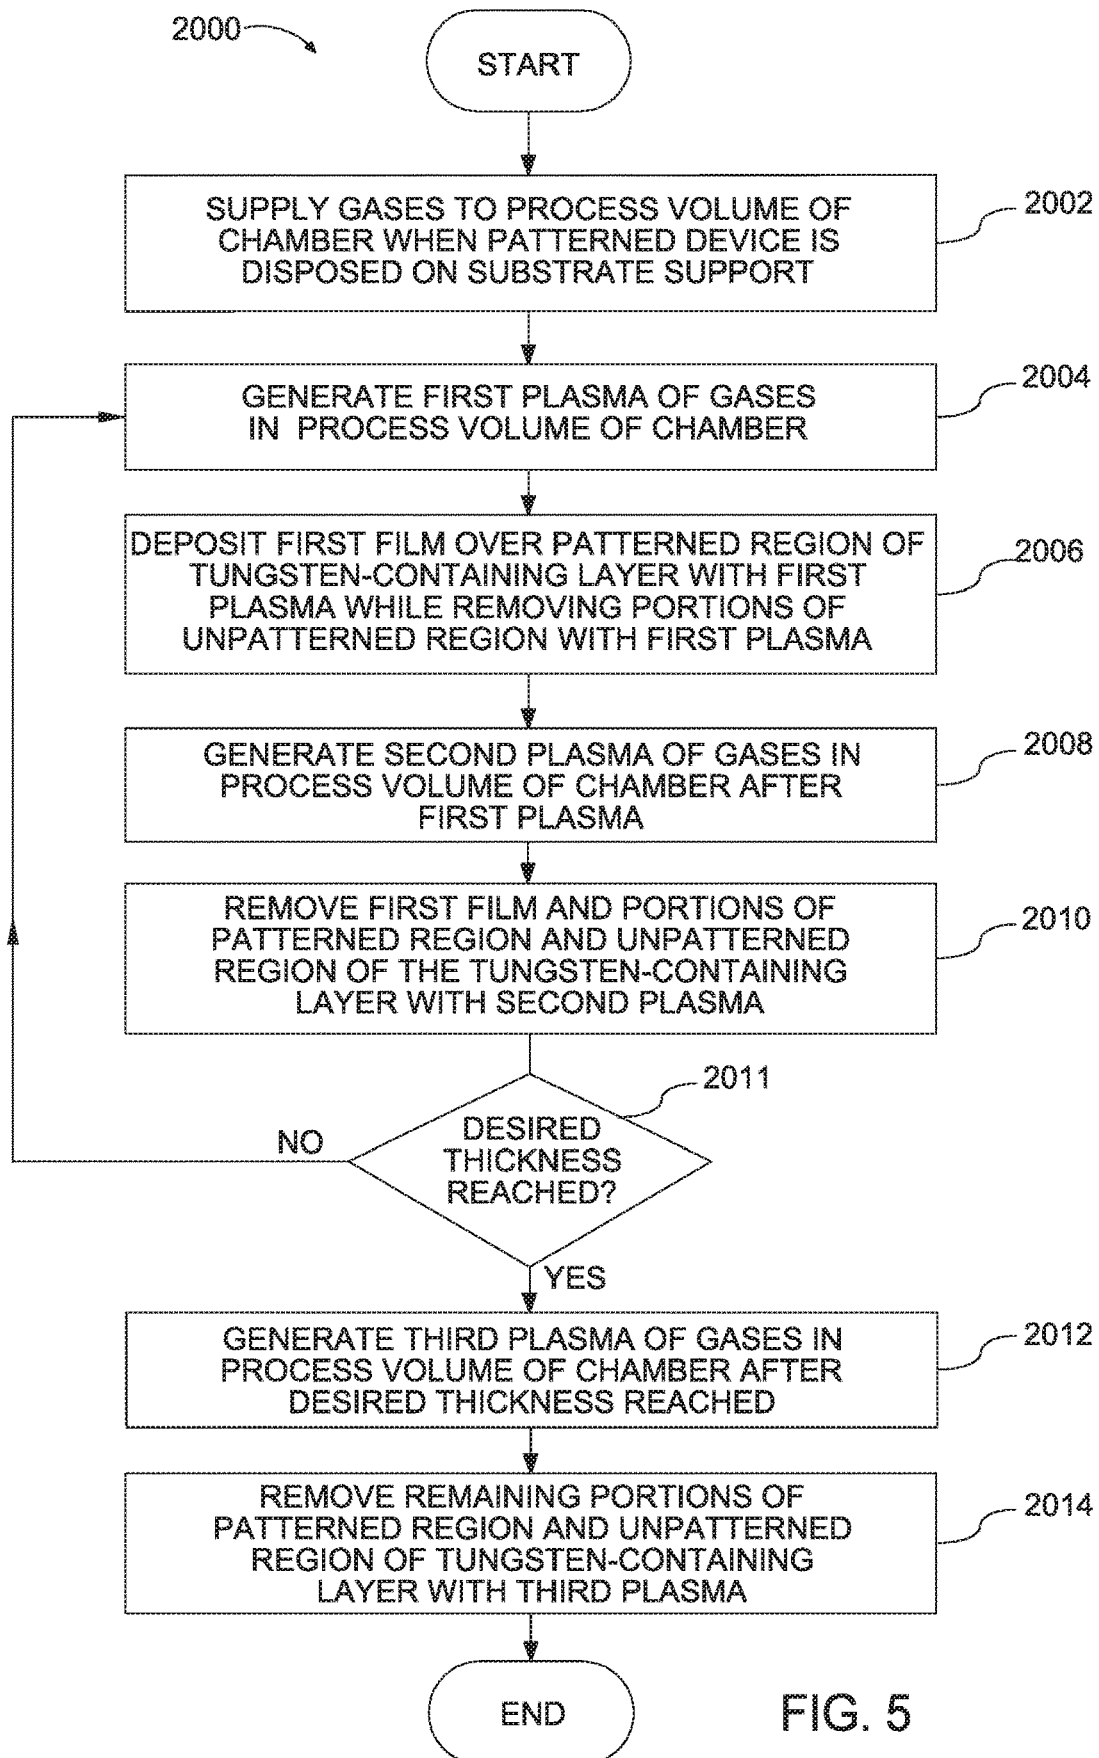 2000
START
SUPPLY GASES TO PROCESS VOLUME OF
CHAMBER WHEN PATTERNED DEVICE IS
DISPOSED ON SUBSTRATE SUPPORT
2002
GENERATE FIRST PLASMA OF GASES
IN PROCESS VOLUME OF CHAMBER
2004
DEPOSIT FIRST FILM OVER PATTERNED REGION OF
TUNGSTEN-CONTAINING LAYER WITH FIRST
PLASMA WHILE REMOVING PORTIONS OF
UNPATTERNED REGION WITH FIRST PLASMA
2006
GENERATE SECOND PLASMA OF GASES IN
PROCESS VOLUME OF CHAMBER AFTER
FIRST PLASMA
2008
REMOVE FIRST FILM AND PORTIONS OF
PATTERNED REGION AND UNPATTERNED
REGION OF THE TUNGSTEN-CONTAINING
LAYER WITH SECOND PLASMA
2010
2011
DESIRED
THICKNESS
REACHED?
NO
YES
GENERATE THIRD PLASMA OF GASES IN
PROCESS VOLUME OF CHAMBER AFTER
DESIRED THICKNESS REACHED
2012
REMOVE REMAINING PORTIONS OF
PATTERNED REGION AND UNPATTERNED
REGION OF TUNGSTEN-CONTAINING
LAYER WITH THIRD PLASMA
2014
END
FIG. 5